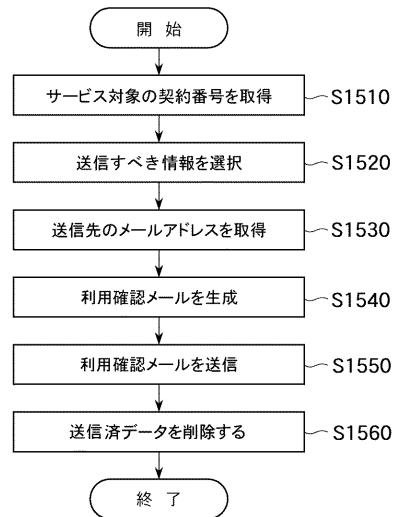 開 始
サービス対象の契約番号を取得 S1510
送信すべき情報を選択 S1520
送信先のメールアドレスを取得 S1530
利用確認メールを生成 S1540
利用確認メールを送信 S1550
送信済データを削除する S1560
終 了